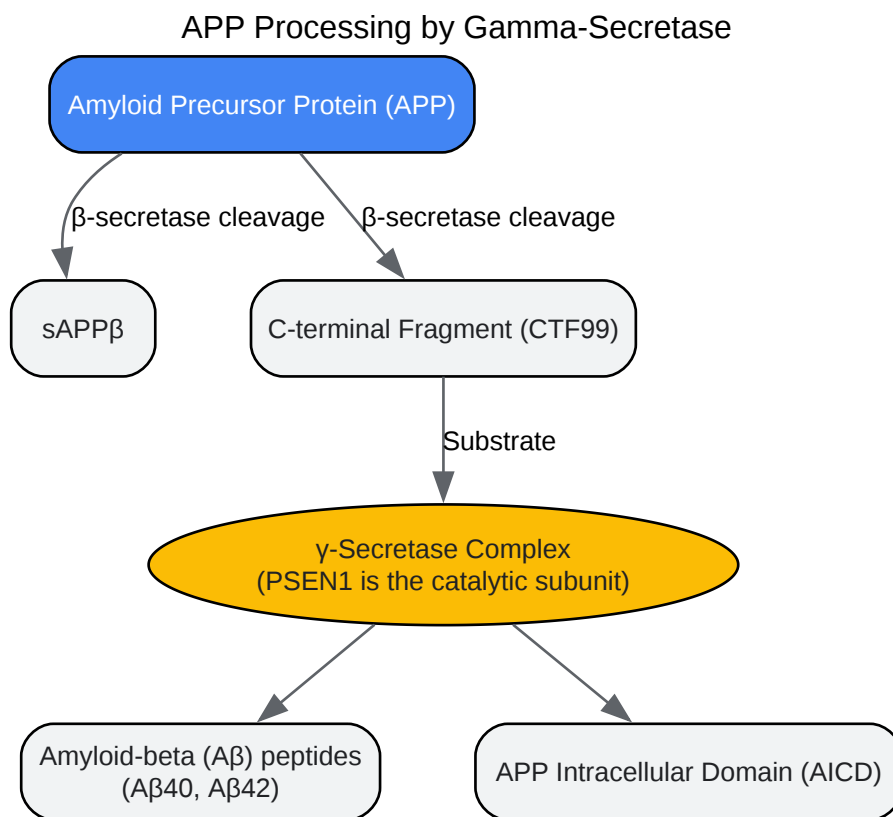 APP Processing by Gamma-Secretase
Amyloid Precursor Protein (APP)
β-secretase cleavage
β-secretase cleavage
sAPPβ
C-terminal Fragment (CTF99)
Substrate
γ-Secretase Complex
(PSEN1 is the catalytic subunit)
Amyloid-beta (Aβ) peptides
(Aβ40, Aβ42)
APP Intracellular Domain (AICD)